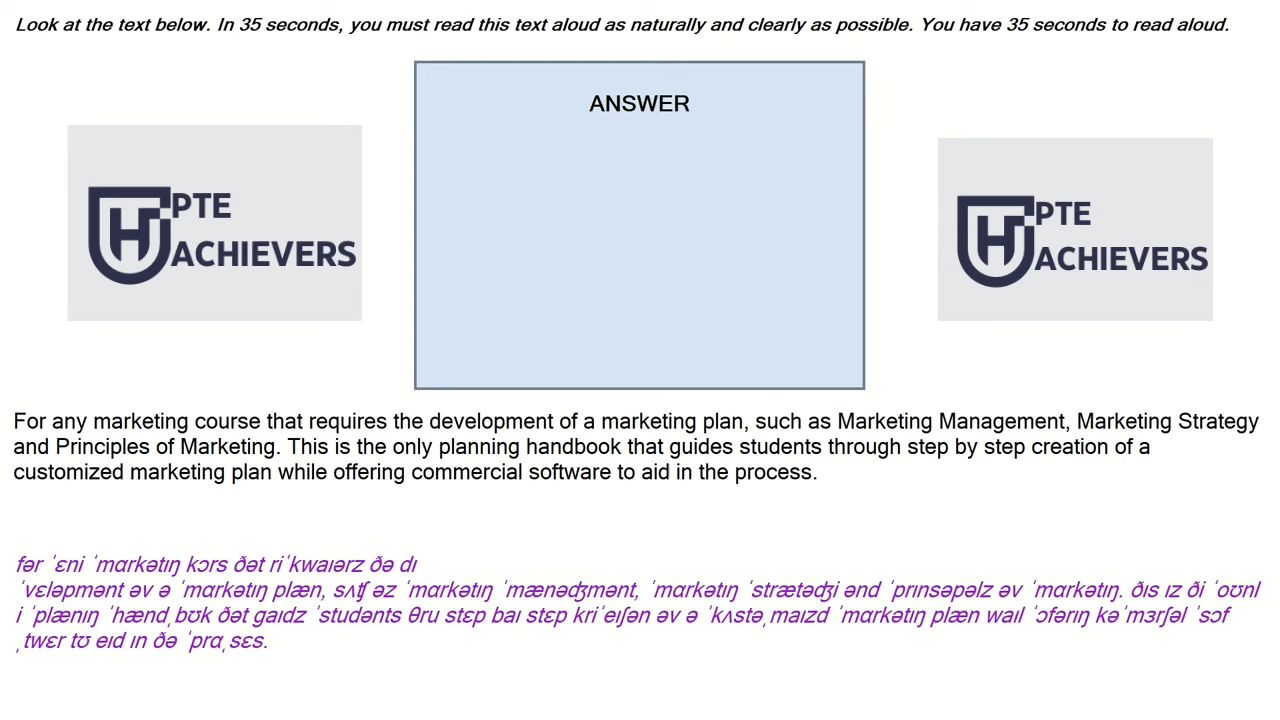 Look at the text below. In 35 seconds, you must read this text aloud as naturally and clearly as possible. You have 35 seconds to read aloud.
ANSWER
PTE
ACHIEVERS
PTE
ACHIEVERS
For any marketing course that requires the development of a marketing plan, such as Marketing Management, Marketing Strategy
and Principles of Marketing. This is the only planning handbook that guides students through step by step creation of a
customized marketing plan while offering commercial software to aid in the process.
fər ˈɛni ˈmɑrkətɪŋ kɔrs ðət riˈkwaɪərz ðə dɪ
ˈvɛləpmənt əv ə ˈmɑrkətɪŋ plæn, sʌʧ əz ˈmɑrkətɪŋ ˈmænəʤmənt, ˈmɑrkətɪŋ ˈstrætəʤi ənd ˈprɪnsəpəlz əv ˈmɑrkətɪŋ. ðɪs ɪz ði ˈoʊnl
i ˈplænɪŋ ˈhændˌbʊk ðət gaɪdz ˈstudənts θru stɛp baɪ stɛp kriˈeɪʃən əv ə ˈkʌstəˌmaɪzd ˈmɑrkətɪŋ plæn waɪl ˈɔfərɪŋ kəˈmɜrʃəl ˈsɔf
ˌtwɛr tʊ eɪd ɪn ðə ˈprɑˌsɛs.